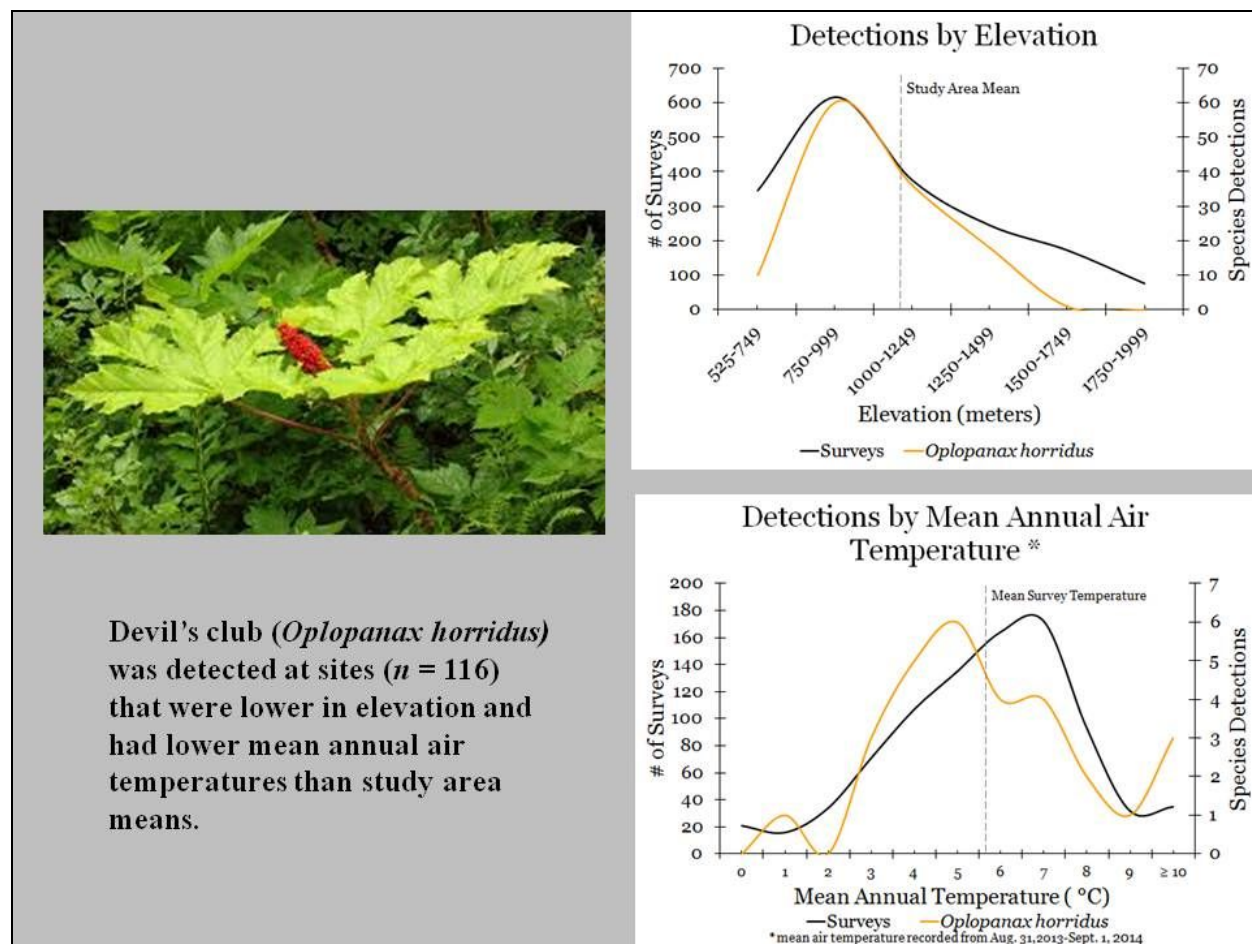 Devil's club (Oplopanax horridus)
was detected at sites (n = 116)
that were lower in elevation and
had lower mean annual air
temperatures than study area
means.
Detections by Elevation
700
600
500
400
300
200
100
0
# of Surveys
Study Area Mean
70
60
50
40
30
20
10
0
Species Detections
525-749
750-999
1000-1249
1250-1499
1500-1749
1750-1999
Elevation (meters)
Surveys Oplopanax horridus
Detections by Mean Annual Air
Temperature *
200
180
160
140
120
100
80
60
40
20
0
# of Surveys
Mean Survey Temperature
7
6
5
4
3
2
1
0
Species Detections
0 1 2 3 4 5 6 7 8 9 ≥ 10
Mean Annual Temperature ( °C)
Surveys Oplopanax horridus
*mean air temperature recorded from Aug. 31,2013-Sept. 1, 2014